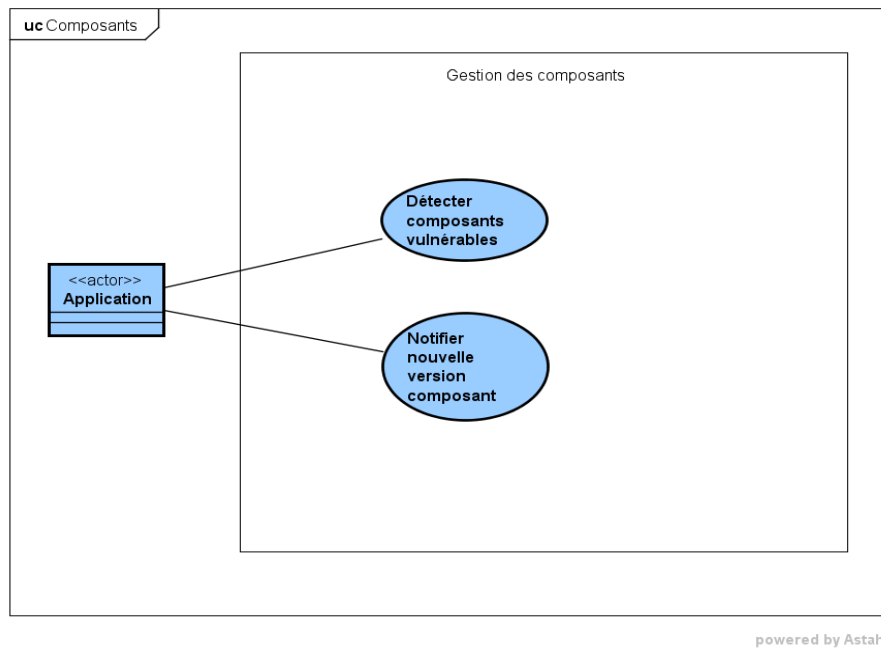 uc Composants
Gestion des composants
Détecter
composants
vulnérables
<<actor>>
Application
Notifier
nouvelle
version
composant
powered by Astah